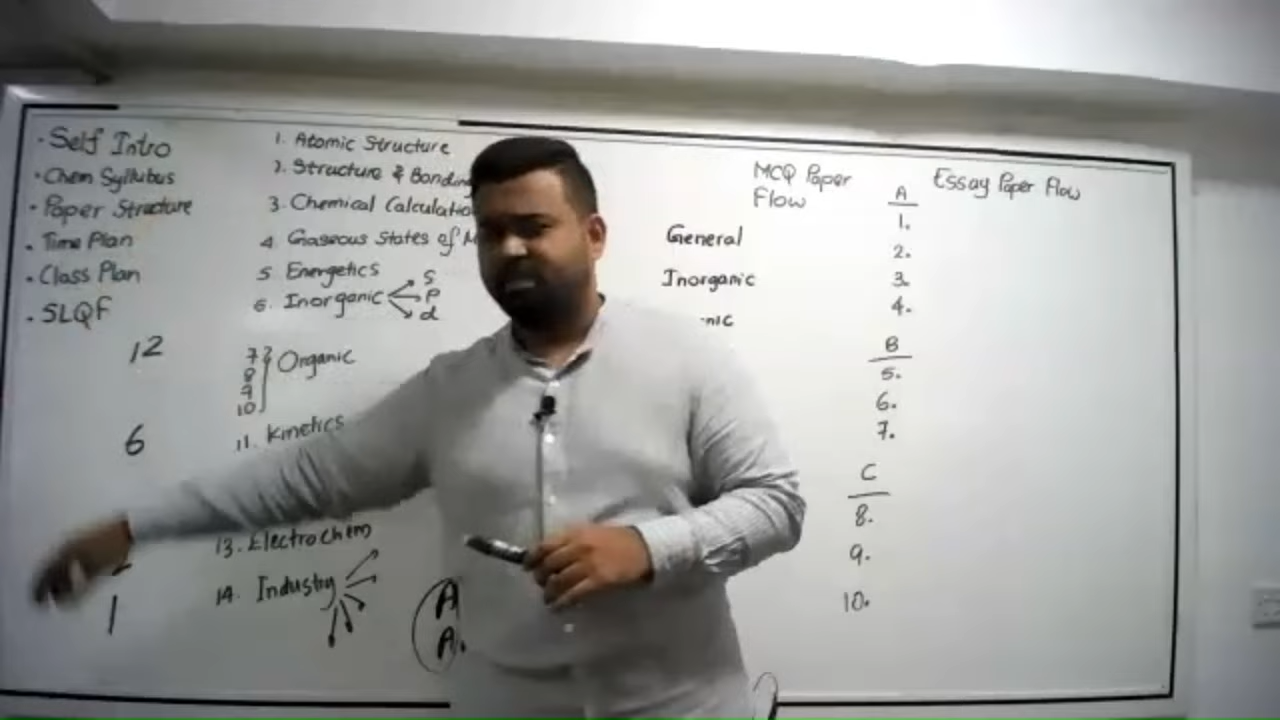 · Self Intro
· Chem Syllubus
· Paper Structure
· Time Plan
· Class Plan
· SLQF
12
6
1
1. Atomic Structure
2. Structure & Bonding
3. Chemical Calculatio
4. Gaseous States of M
5 Energetics
6. Inorganic
s
p
d
7
8
9
10
Organic
11. Kinetics
13. Electrochem
14. Industry
A
A.
General
Inorganic
nic
MCQ Paper
Flow
Essay Paper Flow
A
1.
2.
3.
4.
B
5.
6.
7.
C
8.
9.
10.